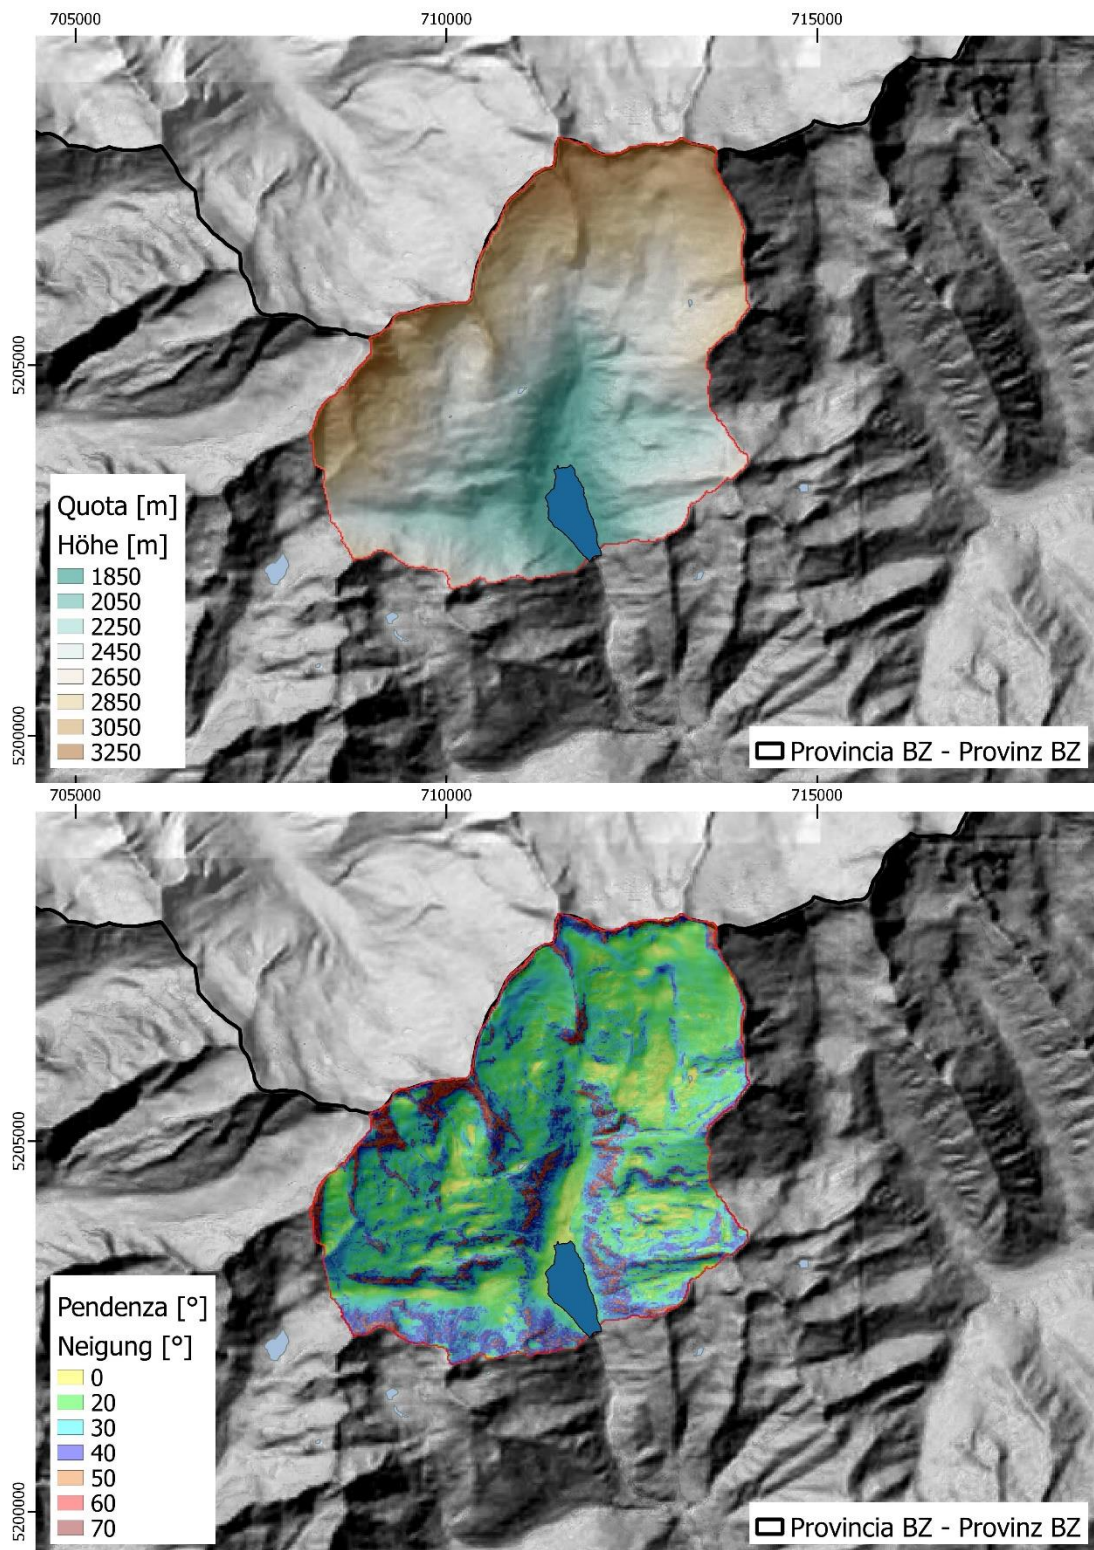 705000 710000 715000
5205000
5200000
Quota [m]
Höhe [m]
1850
2050
2250
2450
2650
2850
3050
3250
Provincia BZ - Provinz BZ
705000 710000 715000
5205000
5200000
Pendenza [°]
Neigung [°]
0
20
30
40
50
60
70
Provincia BZ - Provinz BZ